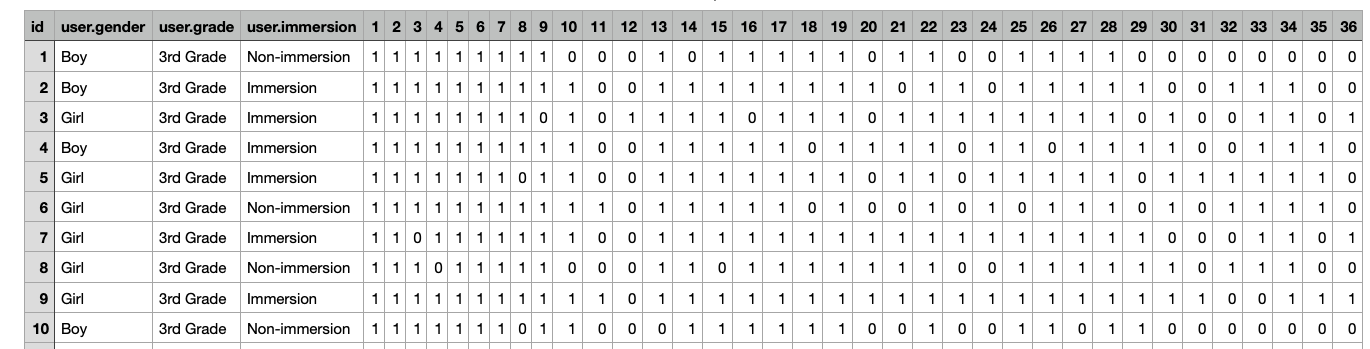 id user.gender user.grade user.immersion 1 2 3 4 5 6 7 8 9 10 11 12 13 14 15 16 17 18 19 20 21 22 23 24 25 26 27 28 29 30 31 32 33 34 35 36
1 Boy 3rd Grade Non-immersion 1 1 1 1 1 1 1 1 1 0 0 0 1 0 1 1 1 1 1 0 1 1 0 0 1 1 1 1 0 0 0 0 0 0 0 0
2 Boy 3rd Grade Immersion 1 1 1 1 1 1 1 1 1 1 0 0 1 1 1 1 1 1 1 1 0 1 1 0 1 1 1 1 1 0 0 1 1 1 0 0
3 Girl 3rd Grade Immersion 1 1 1 1 1 1 1 1 0 1 0 1 1 1 1 0 1 1 1 0 1 1 1 1 1 1 1 1 0 1 0 0 1 1 0 1
4 Boy 3rd Grade Immersion 1 1 1 1 1 1 1 1 1 1 0 0 1 1 1 1 1 0 1 1 1 1 0 1 1 0 1 1 1 1 0 0 1 1 1 0
5 Girl 3rd Grade Immersion 1 1 1 1 1 1 1 0 1 1 0 0 1 1 1 1 1 1 1 0 1 1 0 1 1 1 1 1 0 1 1 1 1 1 1 0
6 Girl 3rd Grade Non-immersion 1 1 1 1 1 1 1 1 1 1 1 0 1 1 1 1 1 0 1 0 0 1 0 1 0 1 1 1 0 1 0 1 1 1 1 0
7 Girl 3rd Grade Immersion 1 1 0 1 1 1 1 1 1 1 0 0 1 1 1 1 1 1 1 1 1 1 1 1 1 1 1 1 1 0 0 0 1 1 0 1
8 Girl 3rd Grade Non-immersion 1 1 1 0 1 1 1 1 1 0 0 0 1 1 0 1 1 1 1 1 1 1 0 0 1 1 1 1 1 1 0 1 1 1 0 0
9 Girl 3rd Grade Immersion 1 1 1 1 1 1 1 1 1 1 1 0 1 1 1 1 1 1 1 1 1 1 1 1 1 1 1 1 1 1 1 0 0 1 1 1
10 Boy 3rd Grade Non-immersion 1 1 1 1 1 1 1 0 1 1 0 0 0 1 1 1 1 1 1 0 0 1 0 0 1 1 0 1 1 0 0 0 0 0 0 0